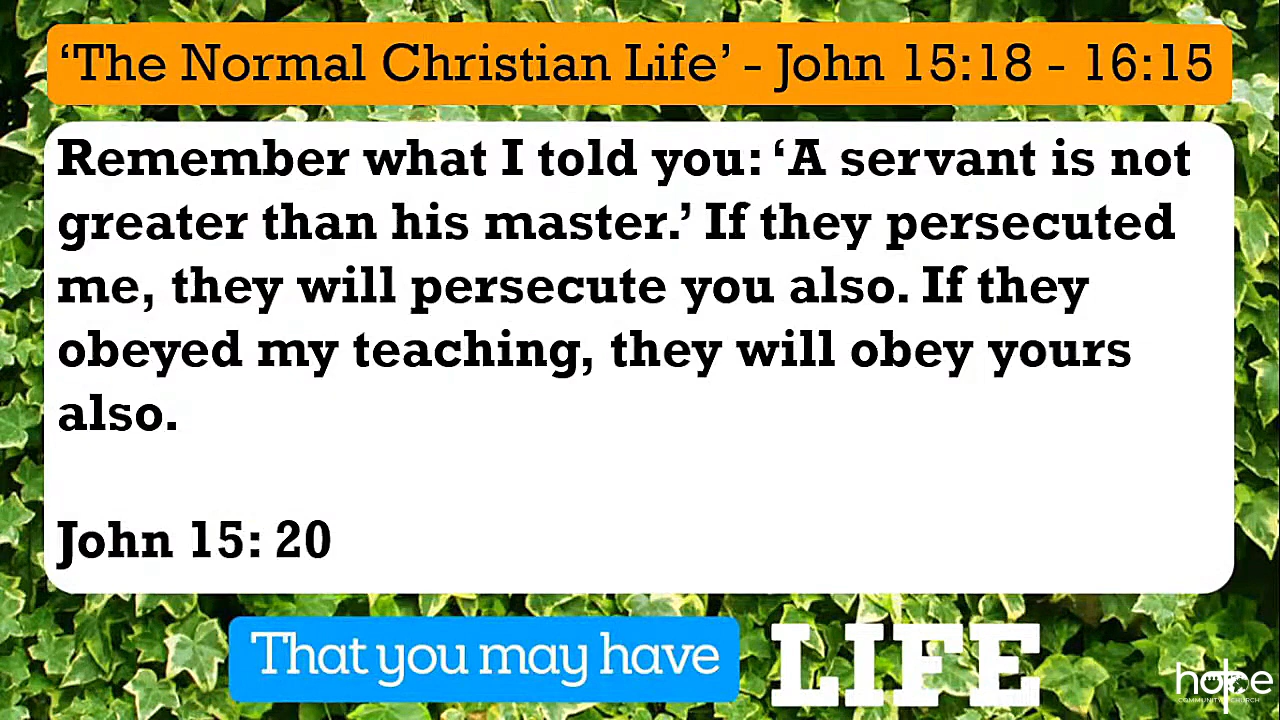 ‘The Normal Christian Life’ - John 15:18 - 16:15
Remember what I told you: ‘A servant is not
greater than his master.’ If they persecuted
me, they will persecute you also. If they
obeyed my teaching, they will obey yours
also.
John 15: 20
That you may have LIFE
hope
COMMUNITY CHURCH